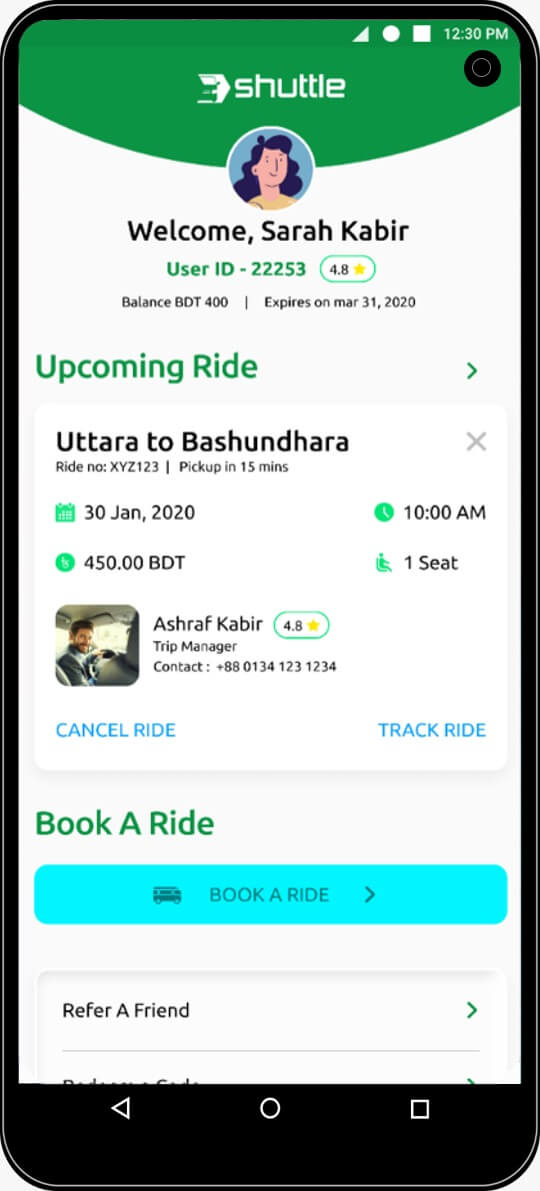 12:30 PM
shuttle
Welcome, Sarah Kabir
User ID - 22253 4.8
Balance BDT 400 | Expires on mar 31, 2020
Upcoming Ride
Uttara to Bashundhara
Ride no: XYZ123 | Pickup in 15 mins
30 Jan, 2020 10:00 AM
450.00 BDT 1 Seat
Ashraf Kabir 4.8
Trip Manager
Contact : +88 0134 123 1234
CANCEL RIDE TRACK RIDE
Book A Ride
BOOK A RIDE
Refer A Friend